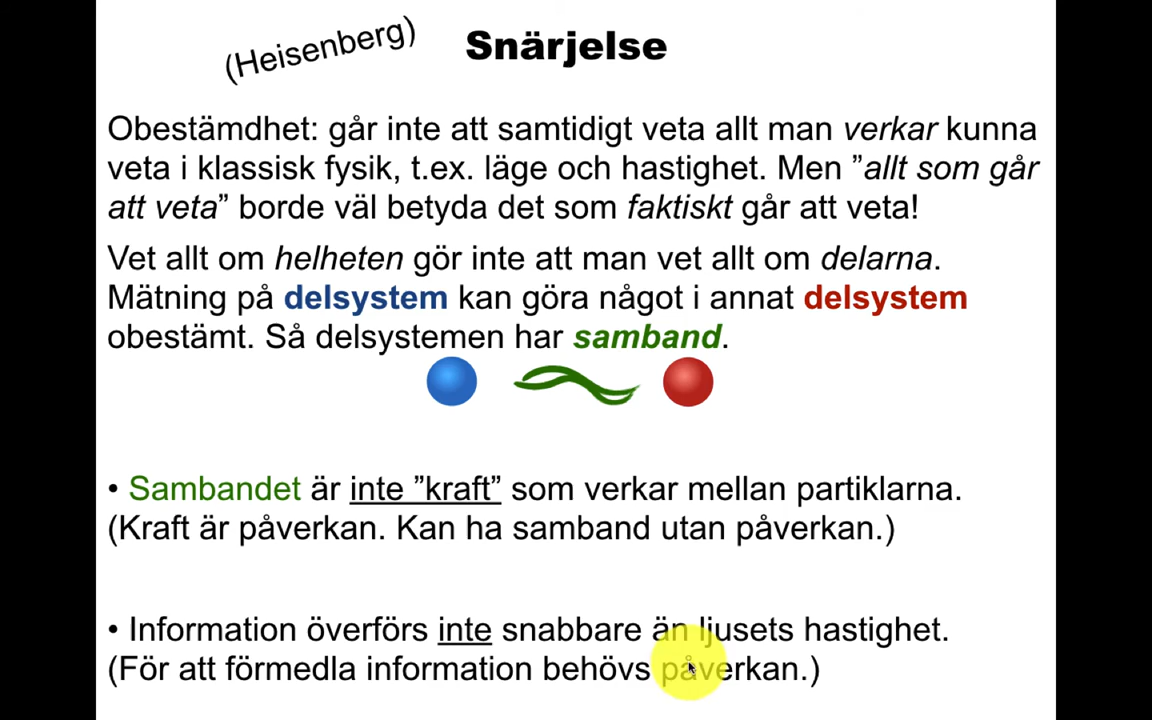 (Heisenberg)
Snärjelse
Obestämdhet: går inte att samtidigt veta allt man verkar kunna
veta i klassisk fysik, t.ex. läge och hastighet. Men ”allt som går
att veta” borde väl betyda det som faktiskt går att veta!
Vet allt om helheten gör inte att man vet allt om delarna.
Mätning på delsystem kan göra något i annat delsystem
obestämt. Så delsystemen har samband.
• Sambandet är inte ”kraft” som verkar mellan partiklarna.
(Kraft är påverkan. Kan ha samband utan påverkan.)
• Information överförs inte snabbare än ljusets hastighet.
(För att förmedla information behövs påverkan.)